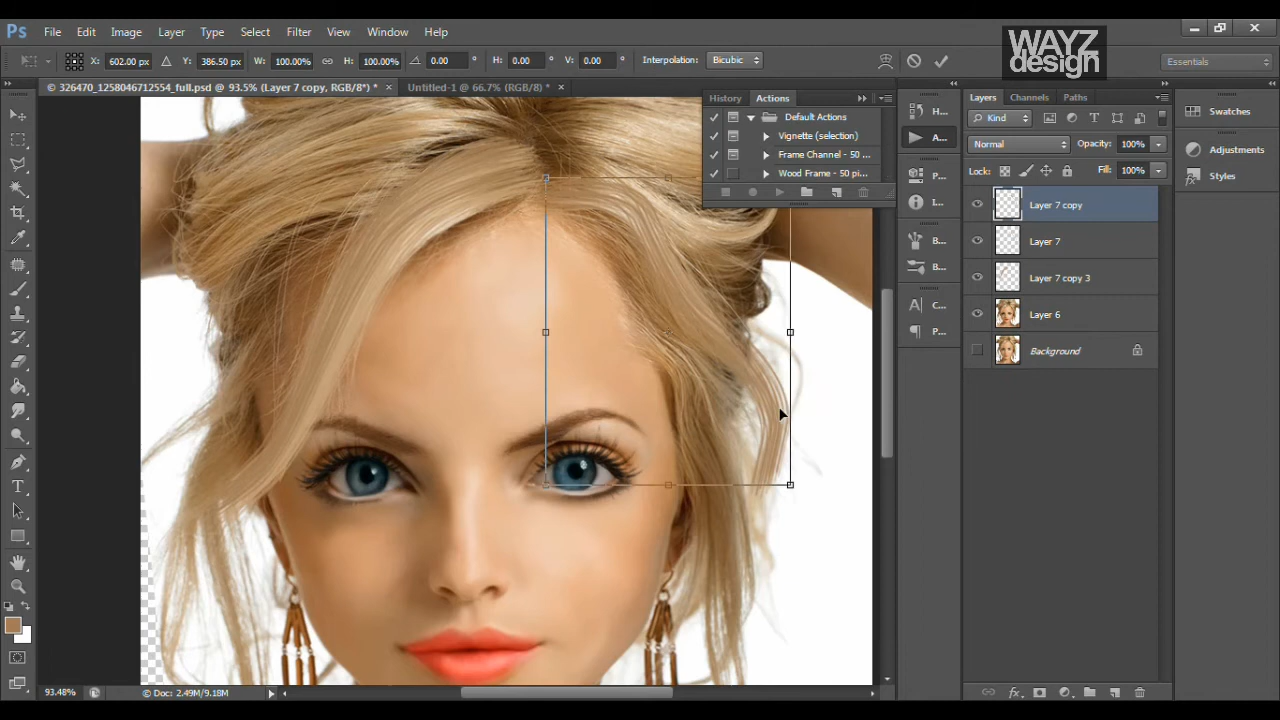 WAYZ
design
Ps File Edit Image Layer Type Select Filter View Window Help
X: 602.00 px Y: 386.50 px W: 100.00% H: 100.00% 0.00 ° H: 0.00 ° V: 0.00 ° Interpolation: Bicubic Essentials
© 326470_1258046712554_full.psd @ 93.5% (Layer 7 copy, RGB/8*) * × Untitled-1 @ 66.7% (RGB/8) * ×
History Actions
Default Actions
Vignette (selection)
Frame Channel - 50 ...
Wood Frame - 50 pi...
H...
A...
P...
I...
B...
B...
C...
P...
Layers Channels Paths
Kind
Normal Opacity: 100%
Lock: Fill: 100%
Layer 7 copy
Layer 7
Layer 7 copy 3
Layer 6
Background
Swatches
Adjustments
Styles
93.48% © Doc: 2.49M/9.18M